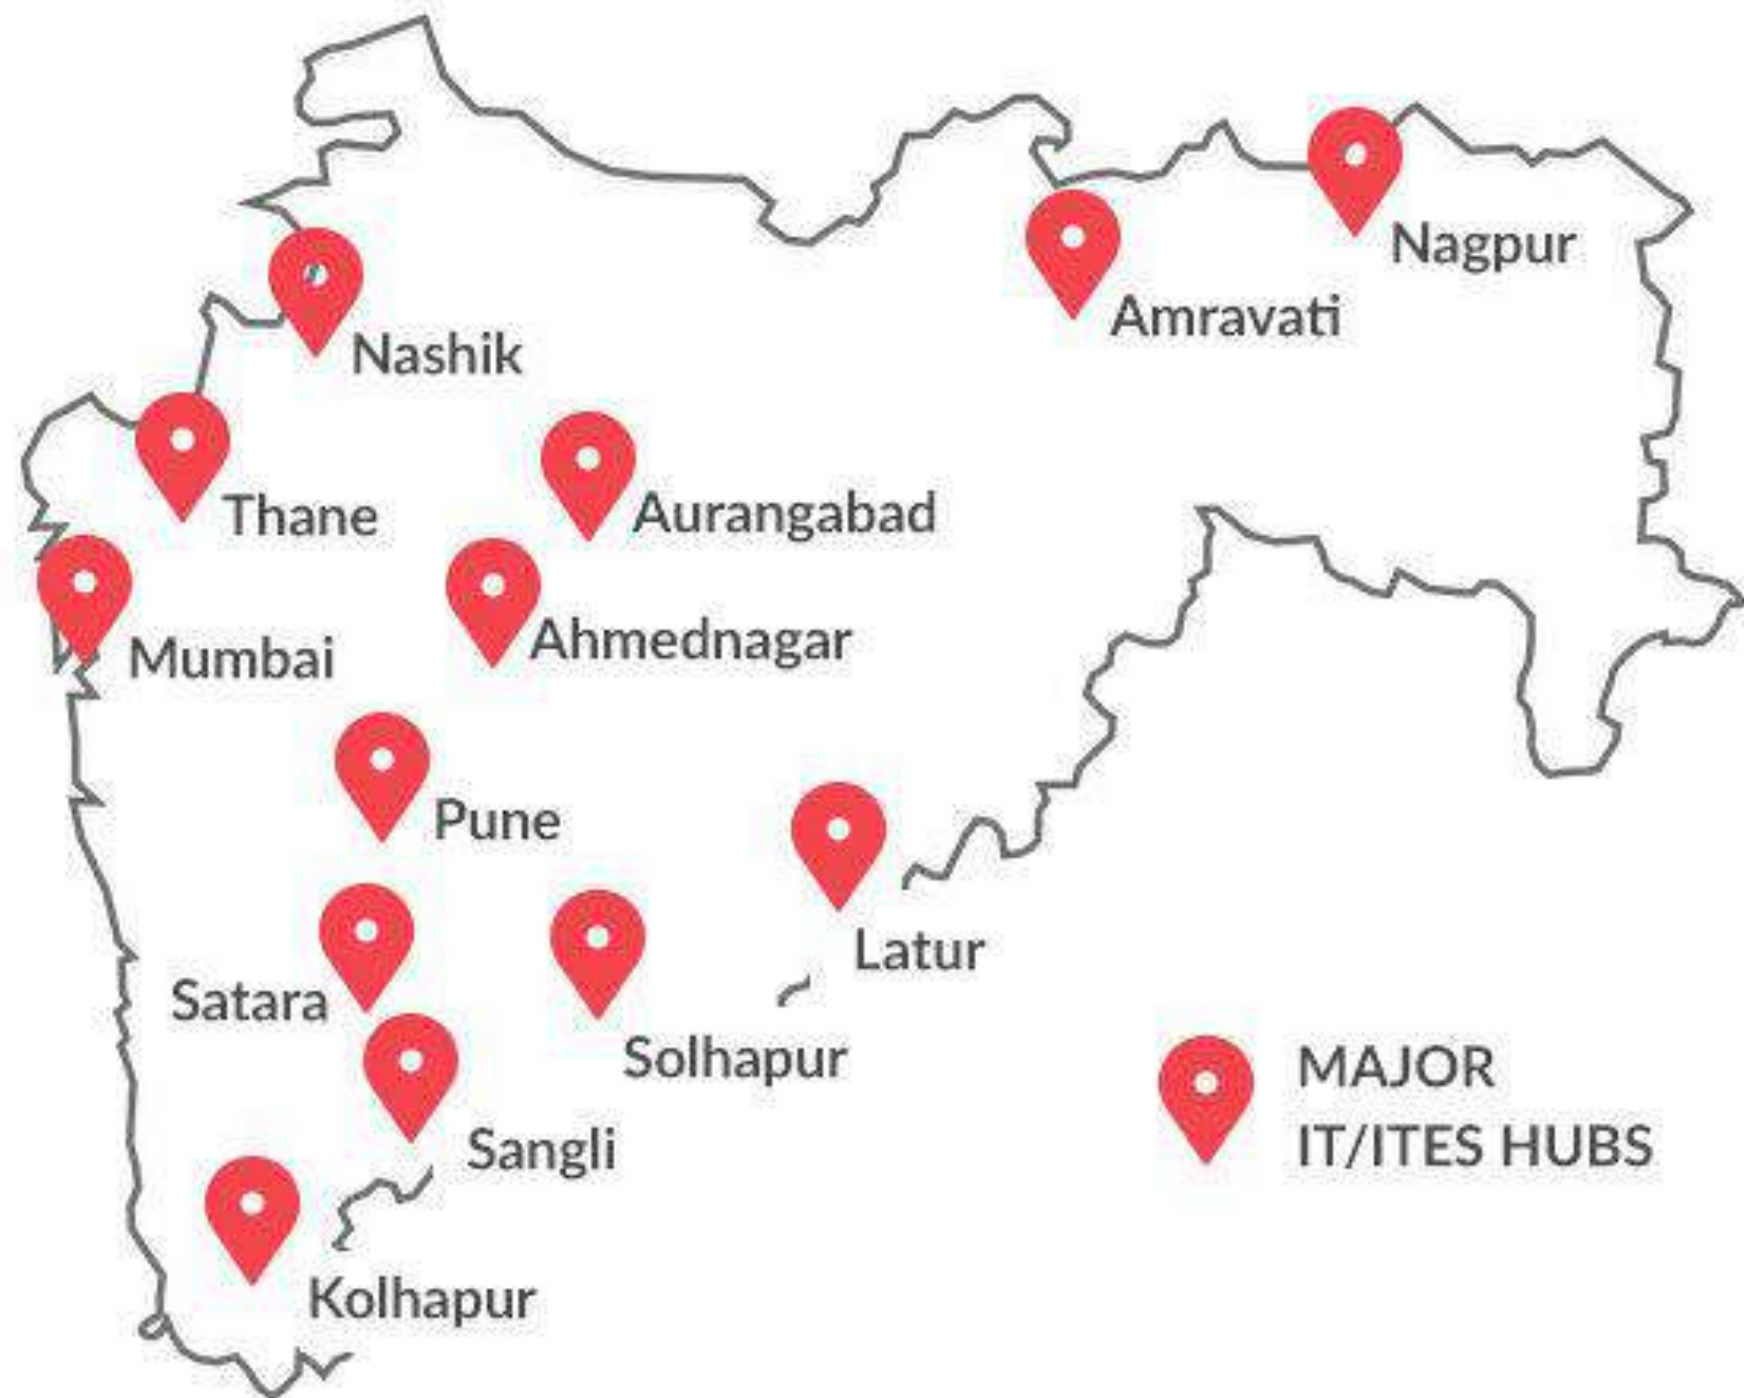 Nagpur
Amravati
Nashik
Thane
Aurangabad
Ahmednagar
Mumbai
Pune
Latur
Satara
Solhapur
Sangli
Kolhapur
MAJOR
IT/ITES HUBS